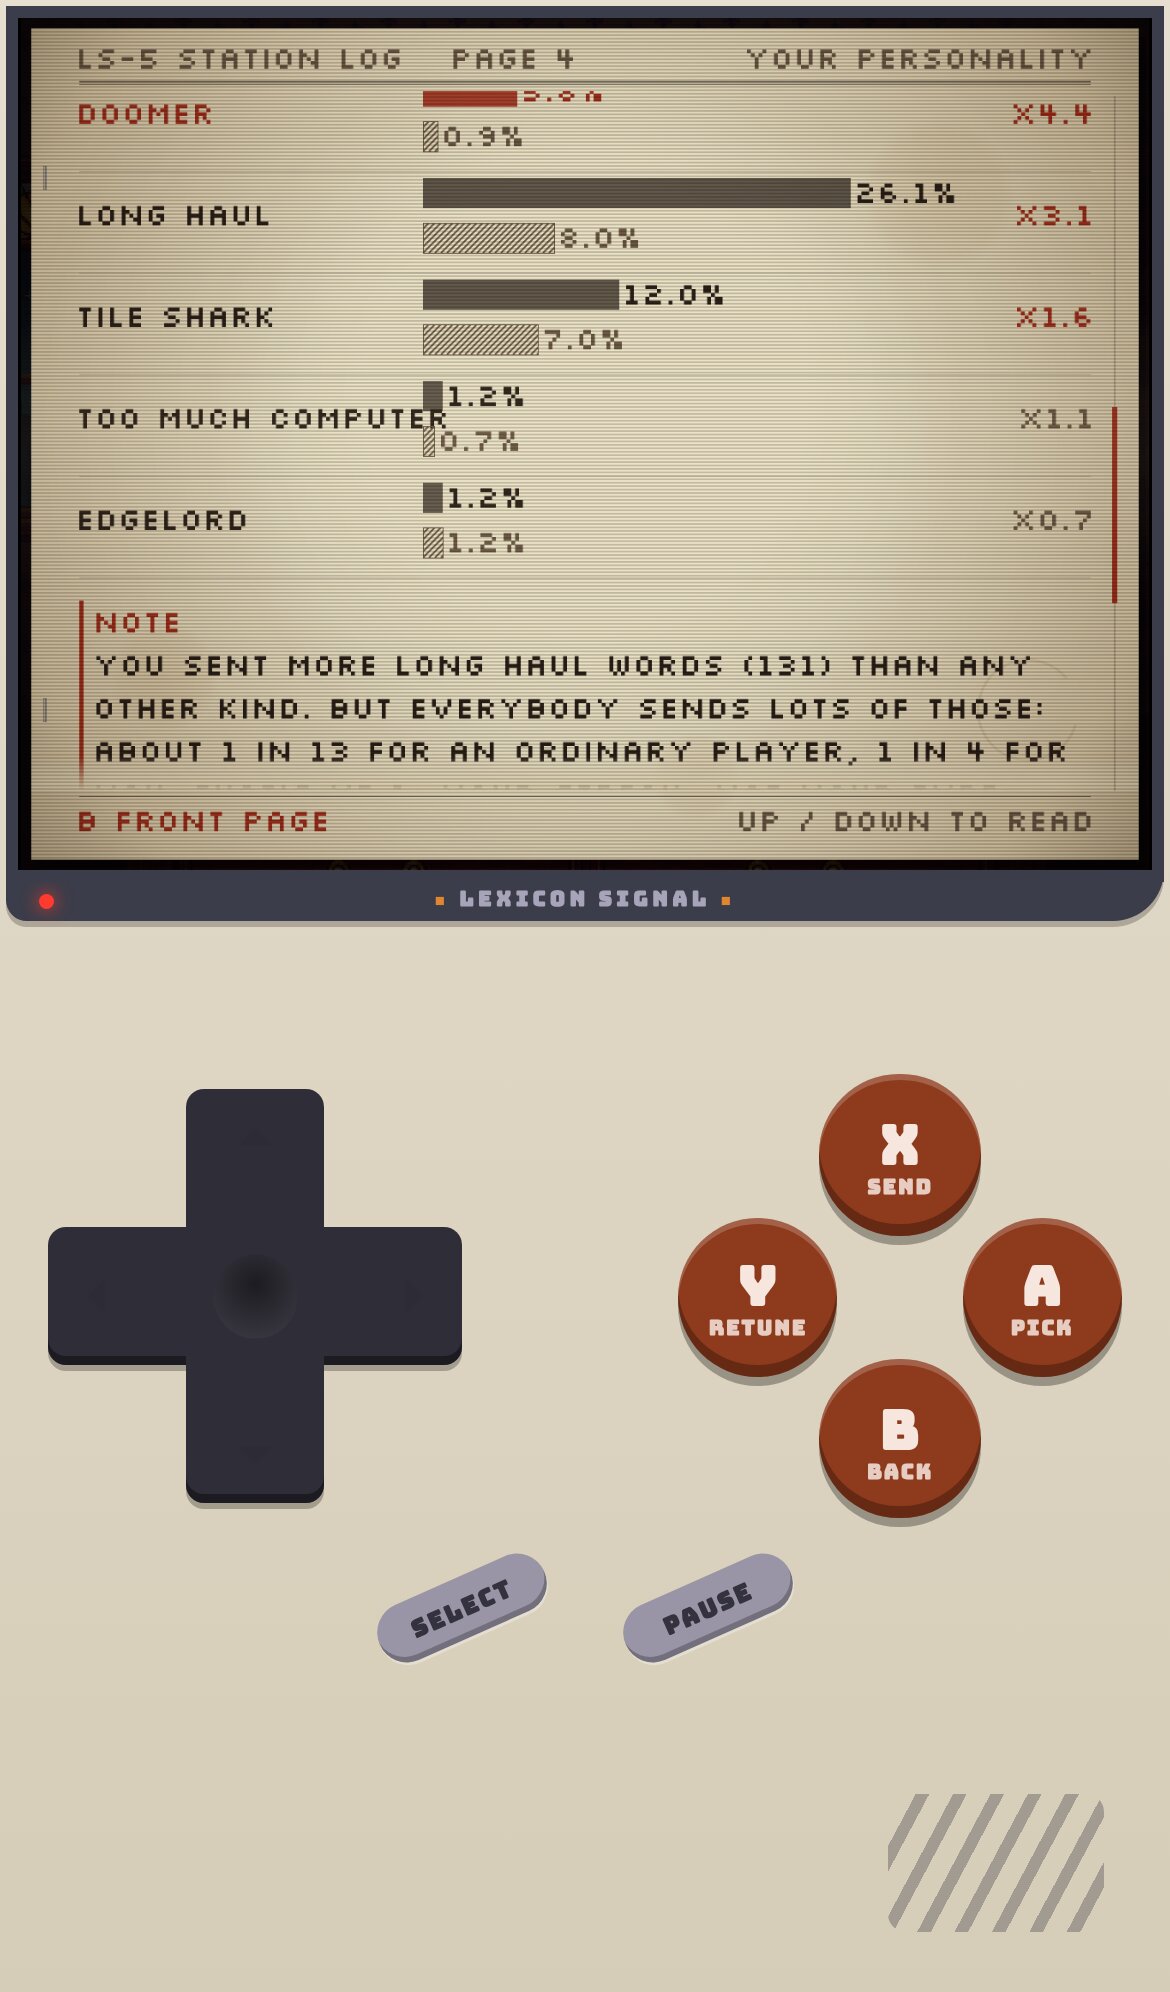 LS-5 STATION LOG PAGE 4 YOUR PERSONALITY
DOOMER X4.4
0.9%
26.1%
LONG HAUL X3.1
8.0%
12.0%
TILE SHARK X1.6
7.0%
1.2%
TOO MUCH COMPUTER X1.1
0.7%
1.2%
EDGELORD X0.7
1.2%
NOTE
YOU SENT MORE LONG HAUL WORDS (131) THAN ANY
OTHER KIND. BUT EVERYBODY SENDS LOTS OF THOSE:
ABOUT 1 IN 13 FOR AN ORDINARY PLAYER, 1 IN 4 FOR
B FRONT PAGE UP / DOWN TO READ
LEXICON SIGNAL
X
SEND
Y
RETUNE
A
PICK
B
BACK
SELECT PAUSE